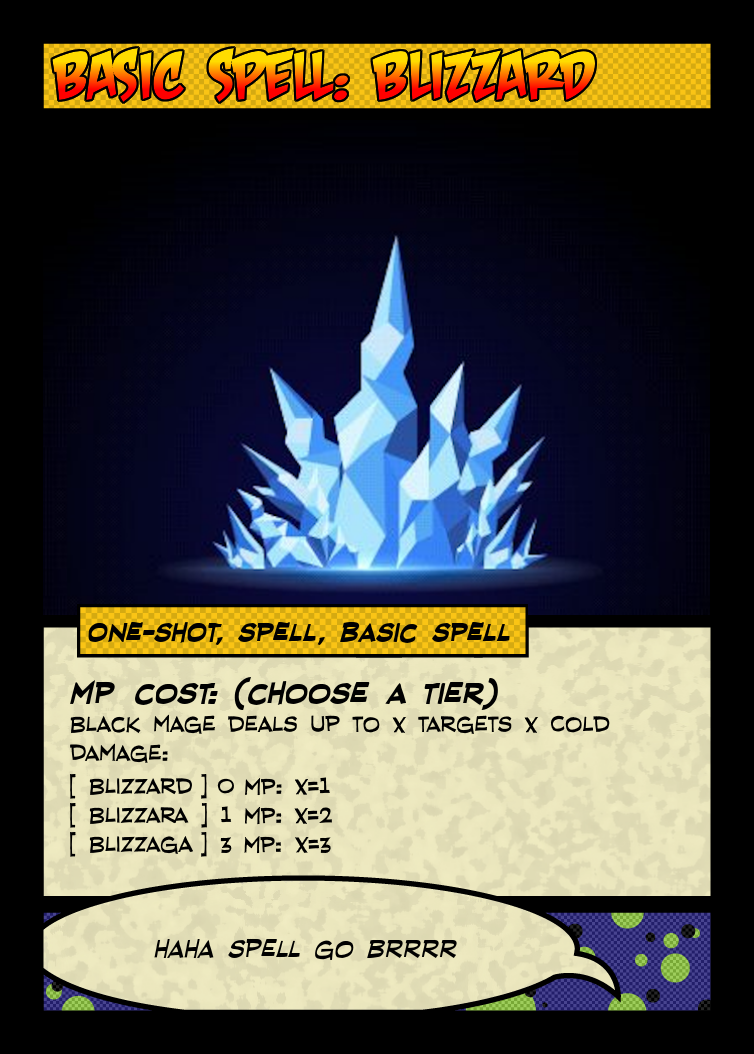 BASIC SPELL: BLIZZARD
ONE-SHOT, SPELL, BASIC SPELL
MP COST: (CHOOSE A TIER)
BLACK MAGE DEALS UP TO X TARGETS X COLD
DAMAGE:
[ BLIZZARD ] 0 MP: X=1
[ BLIZZARA ] 1 MP: X=2
[ BLIZZAGA ] 3 MP: X=3
HAHA SPELL GO BRRRR